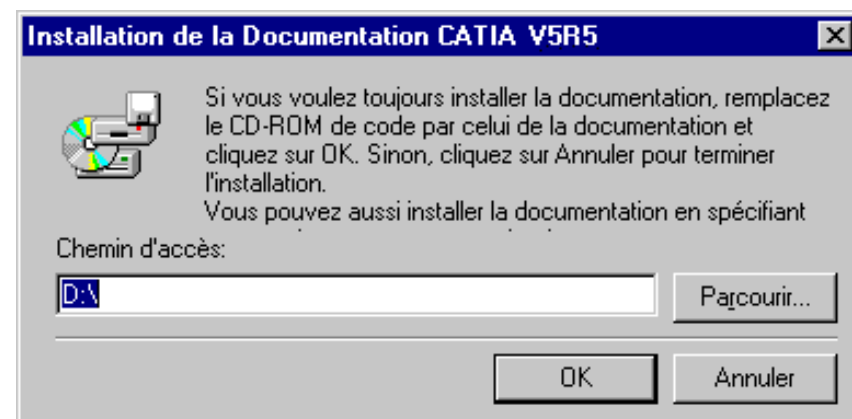 Installation de la Documentation CATIA V5R5
Si vous voulez toujours installer la documentation, remplacez
le CD-ROM de code par celui de la documentation et
cliquez sur OK. Sinon, cliquez sur Annuler pour terminer
l'installation.
Vous pouvez aussi installer la documentation en spécifiant
Chemin d'accès:
D:\
Parcourir...
OK
Annuler